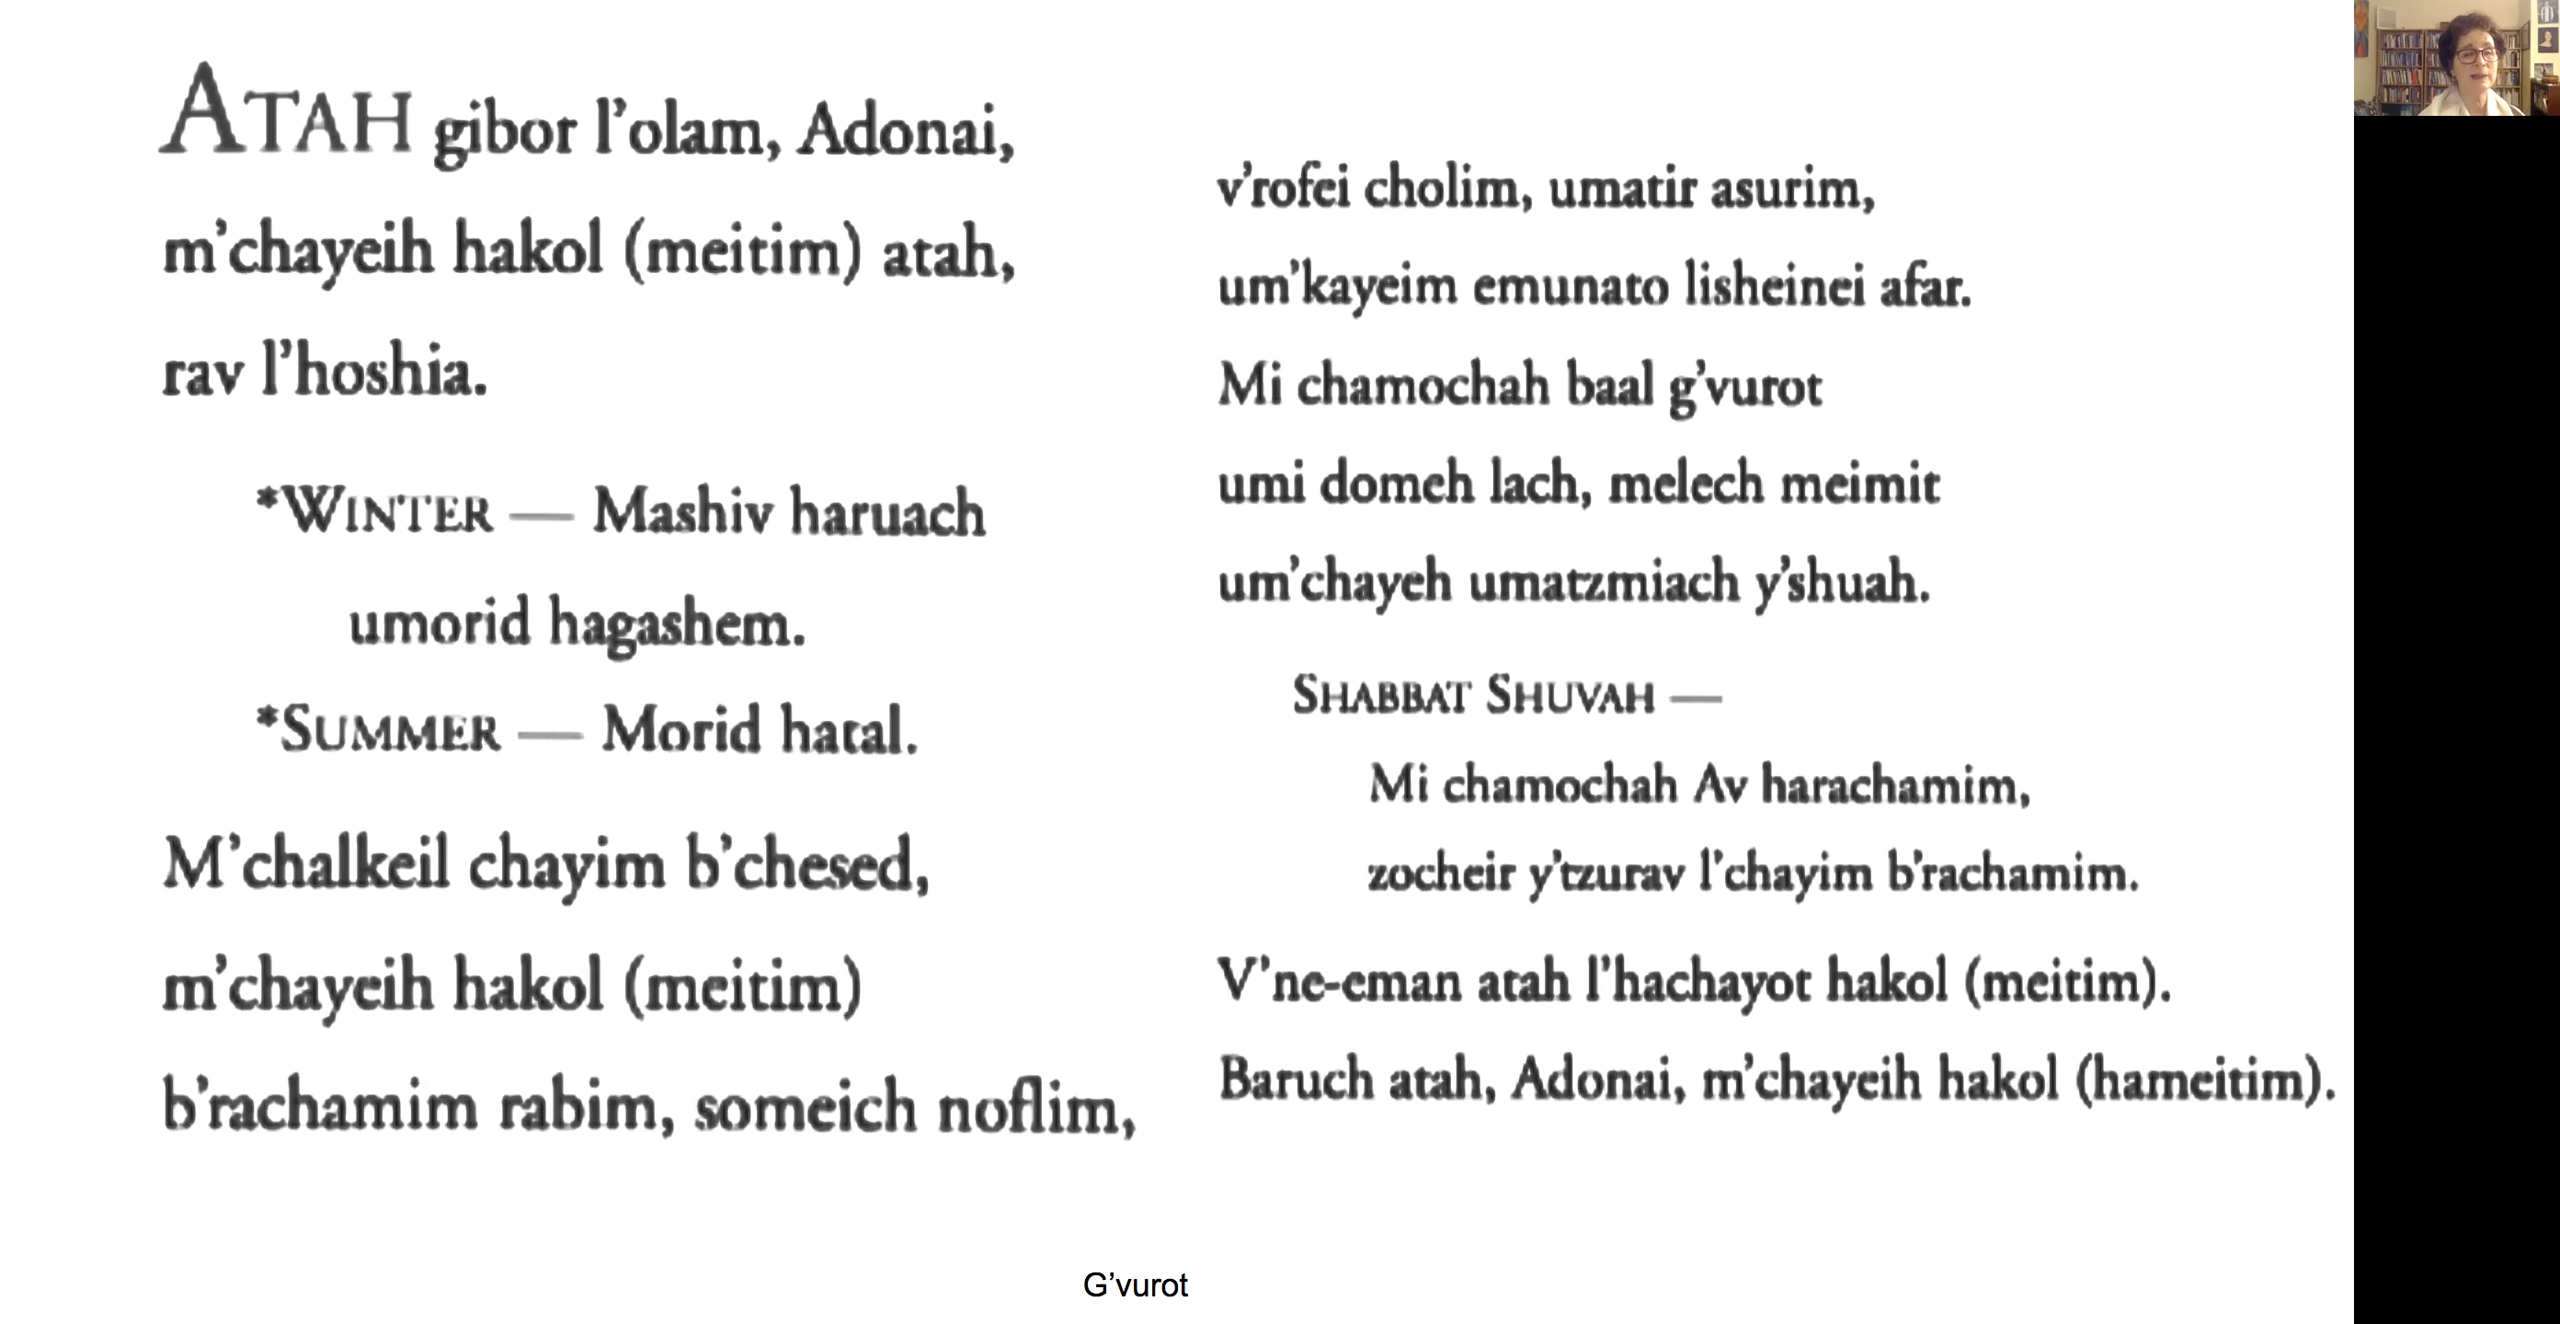 ATAH gibor l’olam, Adonai,
m’chayeih hakol (meitim) atah,
rav l’hoshia.
*WINTER — Mashiv haruach
umorid hagashem.
*SUMMER — Morid hatal.
M’chalkeil chayim b’chesed,
m’chayeih hakol (meitim)
b’rachamim rabim, someich noflim,
v’rofei cholim, umatir asurim,
um’kayeim emunato lisheinei afar.
Mi chamochah baal g’vurot
umi domeh lach, melech meimit
um’chayeh umatzmiach y’shuah.
SHABBAT SHUVAH —
Mi chamochah Av harachamim,
zocheir y’tzurav l’chayim b’rachamim.
V’ne-eman atah l’hachayot hakol (meitim).
Baruch atah, Adonai, m’chayeih hakol (hameitim).
G’vurot